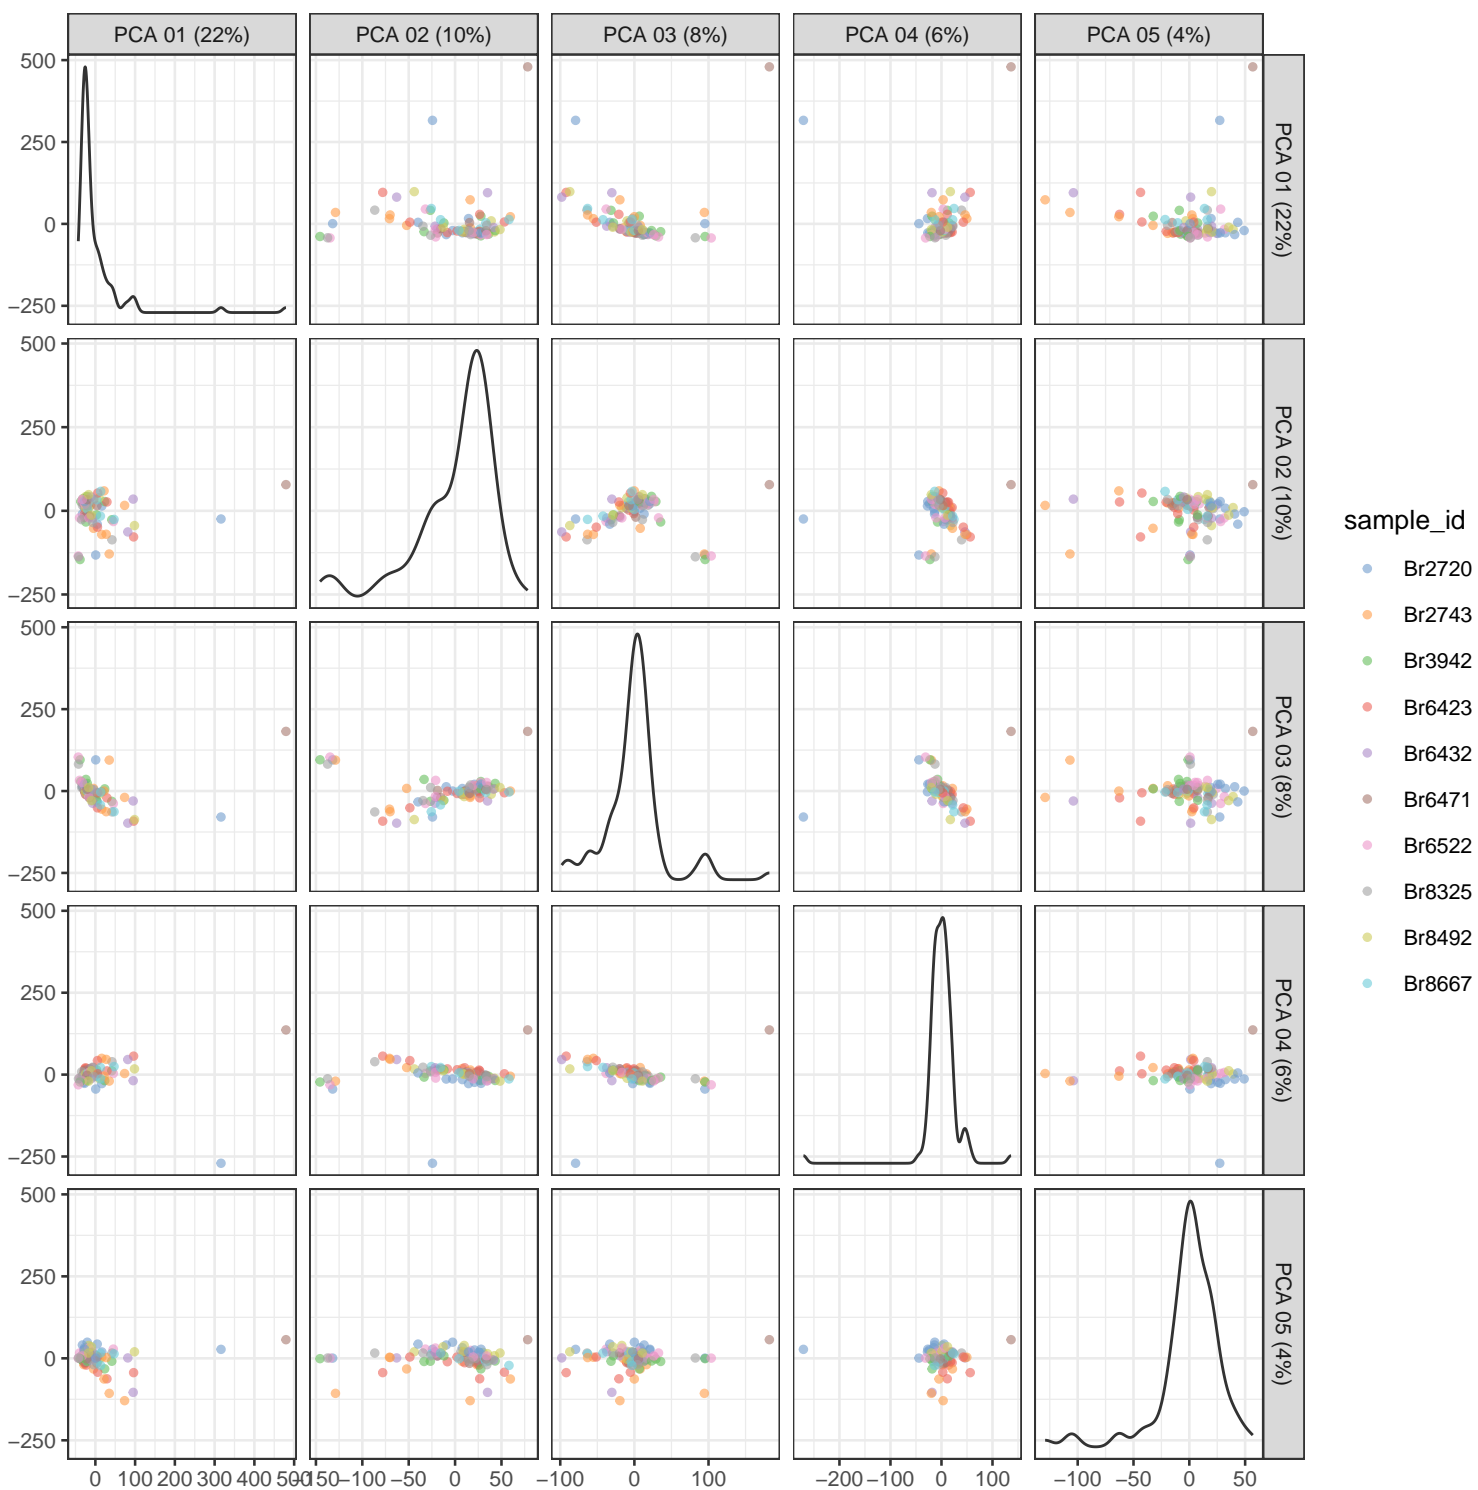 PCA 01 (22%) PCA 02 (10%) PCA 03 (8%) PCA 04 (6%) PCA 05 (4%)
500
250
0
−250
PCA 01 (22%)
500
250
0
−250
PCA 02 (10%)
500
250
0
−250
PCA 03 (8%)
500
250
0
−250
PCA 04 (6%)
500
250
0
−250
PCA 05 (4%)
0 100 200 300 400 500 −150 −100 −50 0 50 −100 0 100 −200 −100 0 100 −100 −50 0 50
sample_id
Br2720
Br2743
Br3942
Br6423
Br6432
Br6471
Br6522
Br8325
Br8492
Br8667